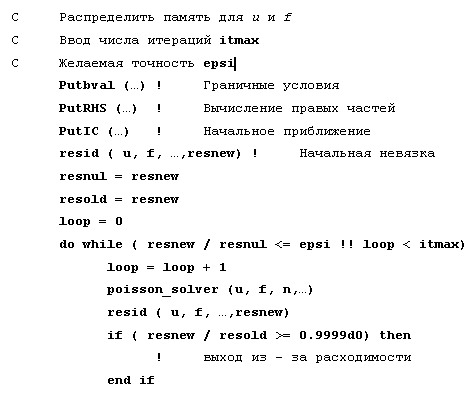 C Распределить память для u и f
C Ввод числа итераций itmax
C Желаемая точность epsi
Putbval (…) ! Граничные условия
PutRHS (…) ! Вычисление правых частей
PutIC (…) ! Начальное приближение
resid ( u, f, …,resnew) ! Начальная невязка
resnul = resnew
resold = resnew
loop = 0
do while ( resnew / resnul <= epsi !! loop < itmax)
loop = loop + 1
poisson_solver (u, f, n,…)
resid ( u, f, …,resnew)
if ( resnew / resold >= 0.9999d0) then
! выход из - за расходимости
end if